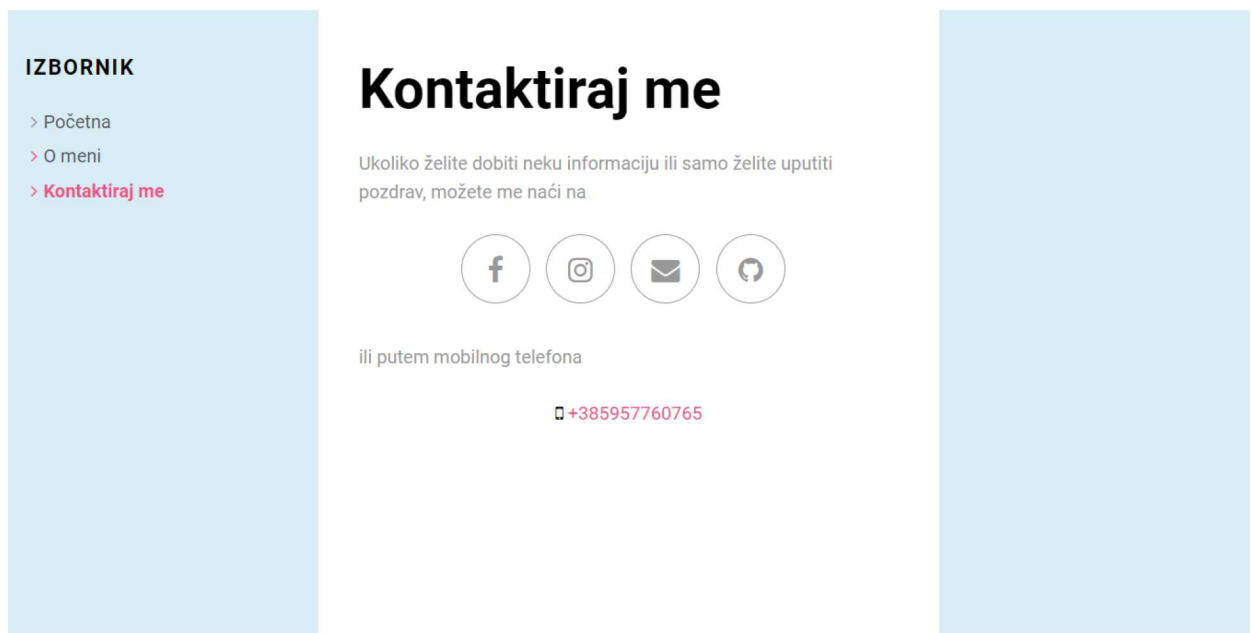 IZBORNIK
Početna
O meni
Kontaktiraj me
Kontaktiraj me
Ukoliko želite dobiti neku informaciju ili samo želite uputiti
pozdrav, možete me naći na
ili putem mobilnog telefona
+385957760765